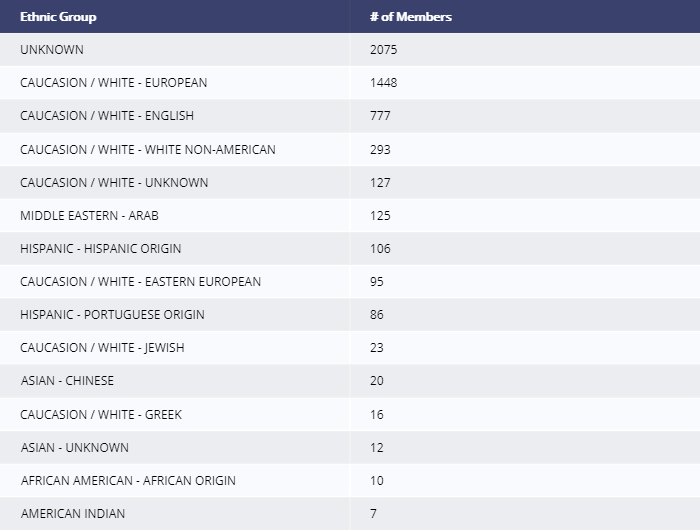 Ethnic Group # of Members
UNKNOWN 2075
CAUCASION / WHITE - EUROPEAN 1448
CAUCASION / WHITE - ENGLISH 777
CAUCASION / WHITE - WHITE NON-AMERICAN 293
CAUCASION / WHITE - UNKNOWN 127
MIDDLE EASTERN - ARAB 125
HISPANIC - HISPANIC ORIGIN 106
CAUCASION / WHITE - EASTERN EUROPEAN 95
HISPANIC - PORTUGUESE ORIGIN 86
CAUCASION / WHITE - JEWISH 23
ASIAN - CHINESE 20
CAUCASION / WHITE - GREEK 16
ASIAN - UNKNOWN 12
AFRICAN AMERICAN - AFRICAN ORIGIN 10
AMERICAN INDIAN 7